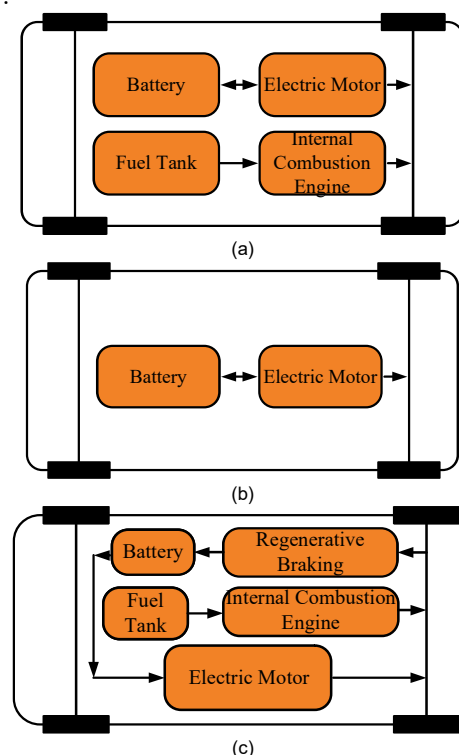 .
Battery
Electric Motor
Fuel Tank
Internal
Combustion
Engine
(a)
Battery
Electric Motor
(b)
Battery
Regenerative
Braking
Fuel
Tank
Internal Combustion
Engine
Electric Motor
(c)